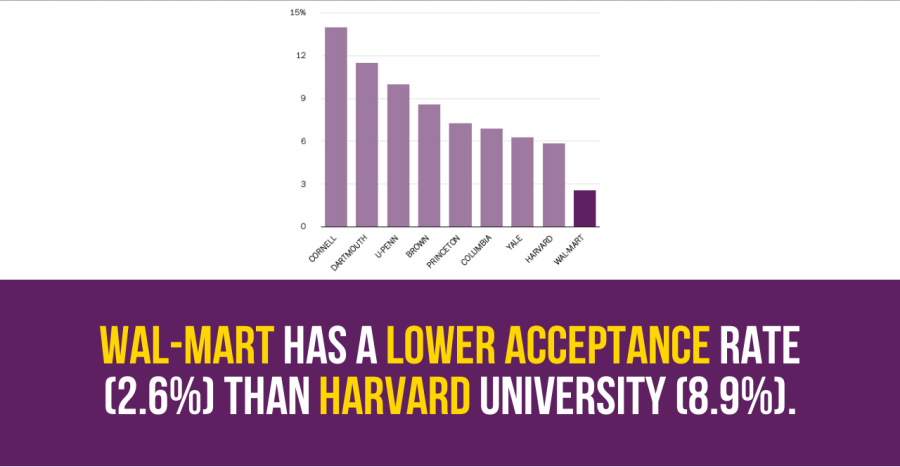 15%
12
9
6
3
0
CORNELL
DARTMOUTH
U-PENN
BROWN
PRINCETON
COLUMBIA
YALE
HARVARD
WAL-MART
WAL-MART HAS A LOWER ACCEPTANCE RATE
(2.6%) THAN HARVARD UNIVERSITY (8.9%).